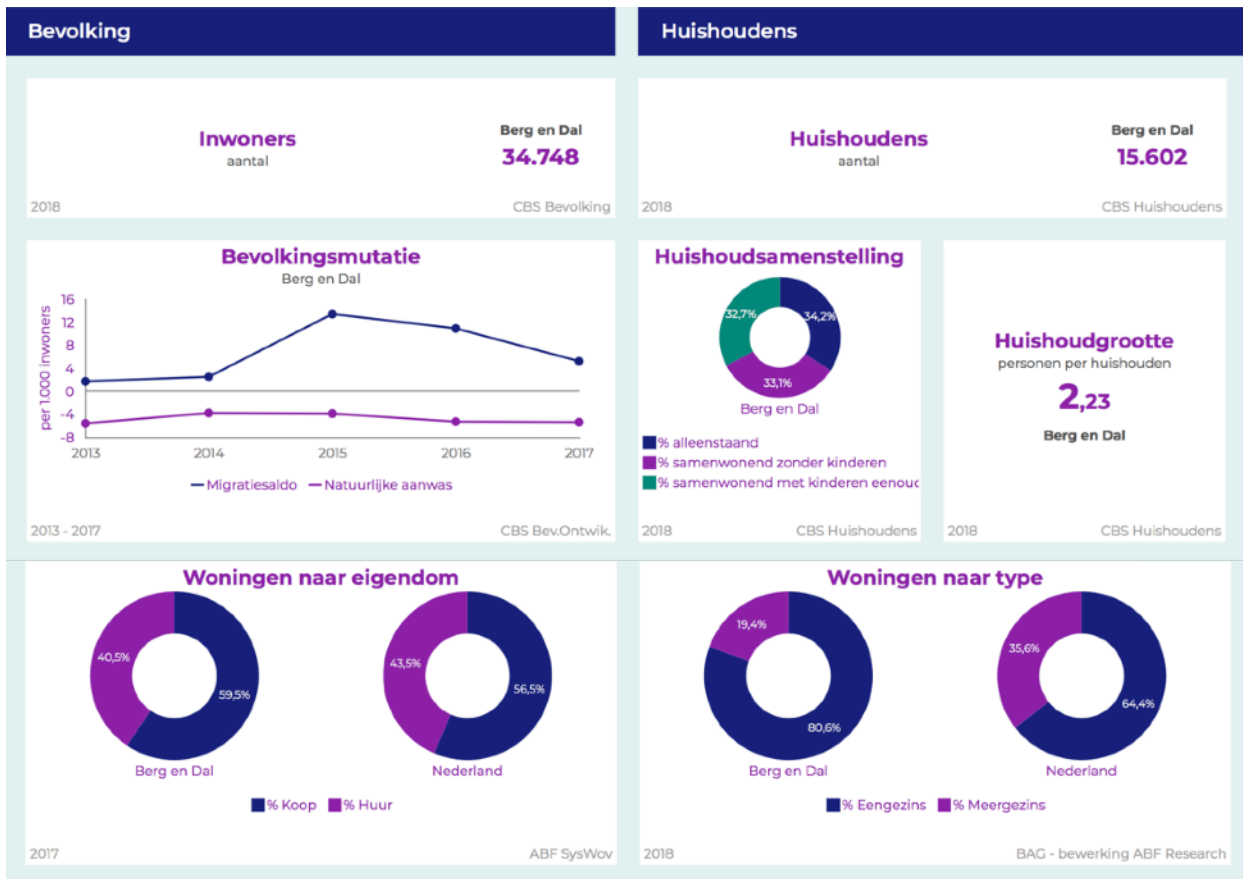 Bevolking
Huishoudens
Inwoners
aantal
Berg en Dal
34.748
2018
CBS Bevolking
Huishoudens
aantal
Berg en Dal
15.602
2018
CBS Huishoudens
Bevolkingsmutatie
Berg en Dal
per 1.000 inwoners
16
12
8
4
0
-4
-8
2013
2014
2015
2016
2017
Migratiesaldo
Natuurlijke aanwas
2013 - 2017
CBS Bev.Ontwik.
Huishoudsamenstelling
32,7%
34,2%
33,1%
Berg en Dal
% alleenstaand
% samenwonend zonder kinderen
% samenwonend met kinderen eenoud
2018
CBS Huishoudens
Huishoudgrootte
personen per huishouden
2,23
Berg en Dal
2018
CBS Huishoudens
Woningen naar eigendom
40,5%
59,5%
Berg en Dal
43,5%
56,5%
Nederland
% Koop
% Huur
2017
ABF SysWov
Woningen naar type
19,4%
80,6%
Berg en Dal
35,6%
64,4%
Nederland
% Eengezins
% Meergezins
2018
BAG - bewerking ABF Research